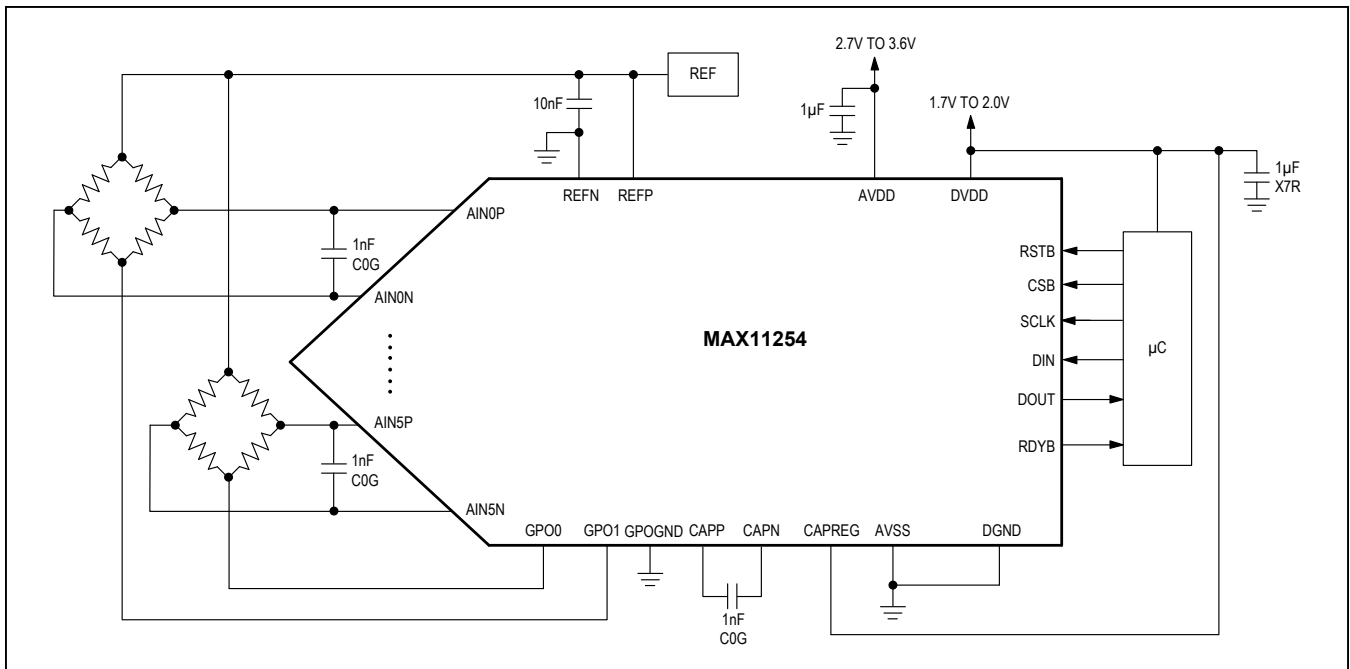 2.7V TO 3.6V
REF
1.7V TO 2.0V
10nF
1µF
1µF
X7R
REFN
REFP
AVDD
DVDD
AIN0P
1nF
C0G
AIN0N
RSTB
CSB
SCLK
DIN
DOUT
RDYB
µC
MAX11254
AIN5P
1nF
C0G
AIN5N
GPO0
GPO1
GPOGND
CAPP
CAPN
CAPREG
AVSS
DGND
1nF
C0G